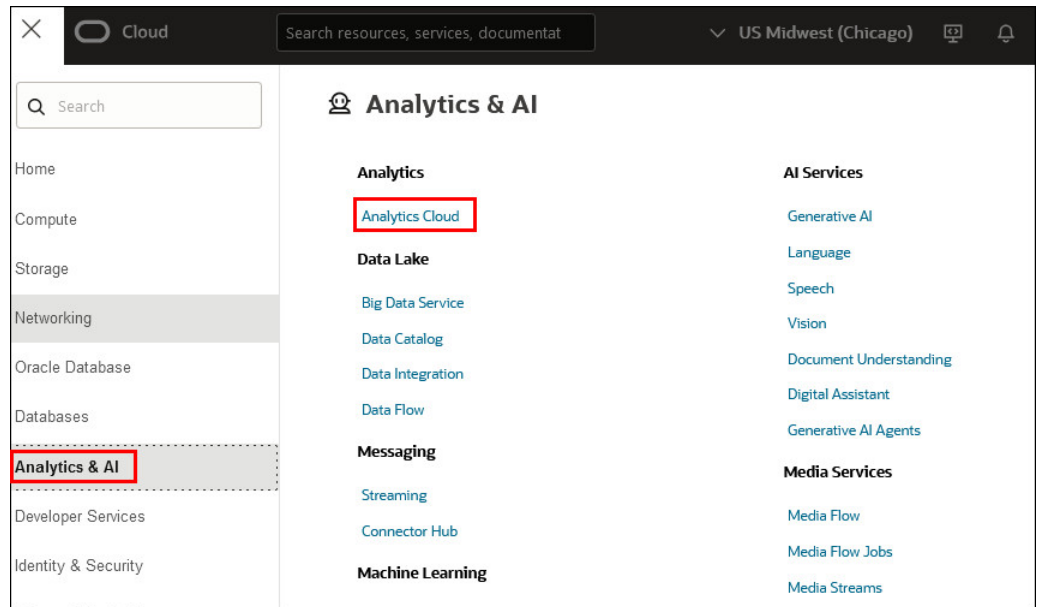 Cloud
Search resources, services, documentat
US Midwest (Chicago)
Search
Home
Compute
Storage
Networking
Oracle Database
Databases
Analytics & AI
Developer Services
Identity & Security
Analytics & AI
Analytics
Analytics Cloud
Data Lake
Big Data Service
Data Catalog
Data Integration
Data Flow
Messaging
Streaming
Connector Hub
Machine Learning
AI Services
Generative AI
Language
Speech
Vision
Document Understanding
Digital Assistant
Generative AI Agents
Media Services
Media Flow
Media Flow Jobs
Media Streams